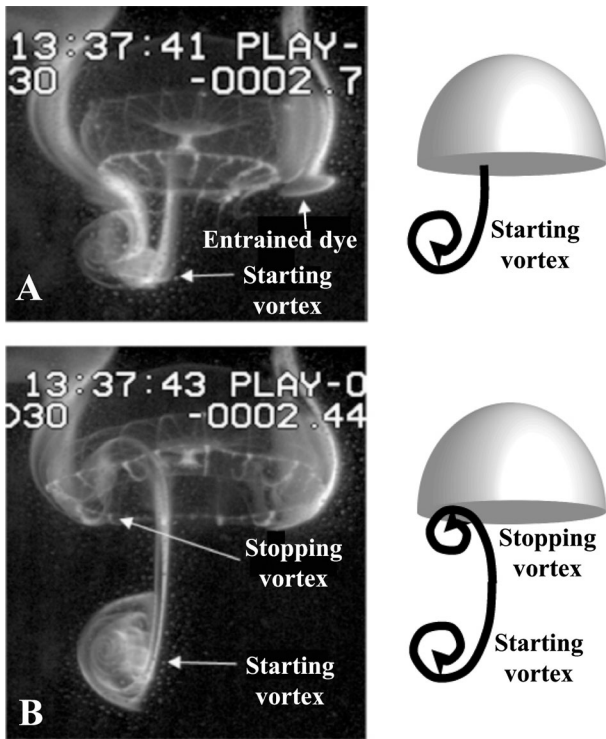 13:37:41 PLAY-
30 -0002.7
Entrained dye
Starting
vortex
A
Starting
vortex
13:37:43 PLAY-0
30 -0002.44
Stopping
vortex
Starting
vortex
B
Stopping
vortex
Starting
vortex